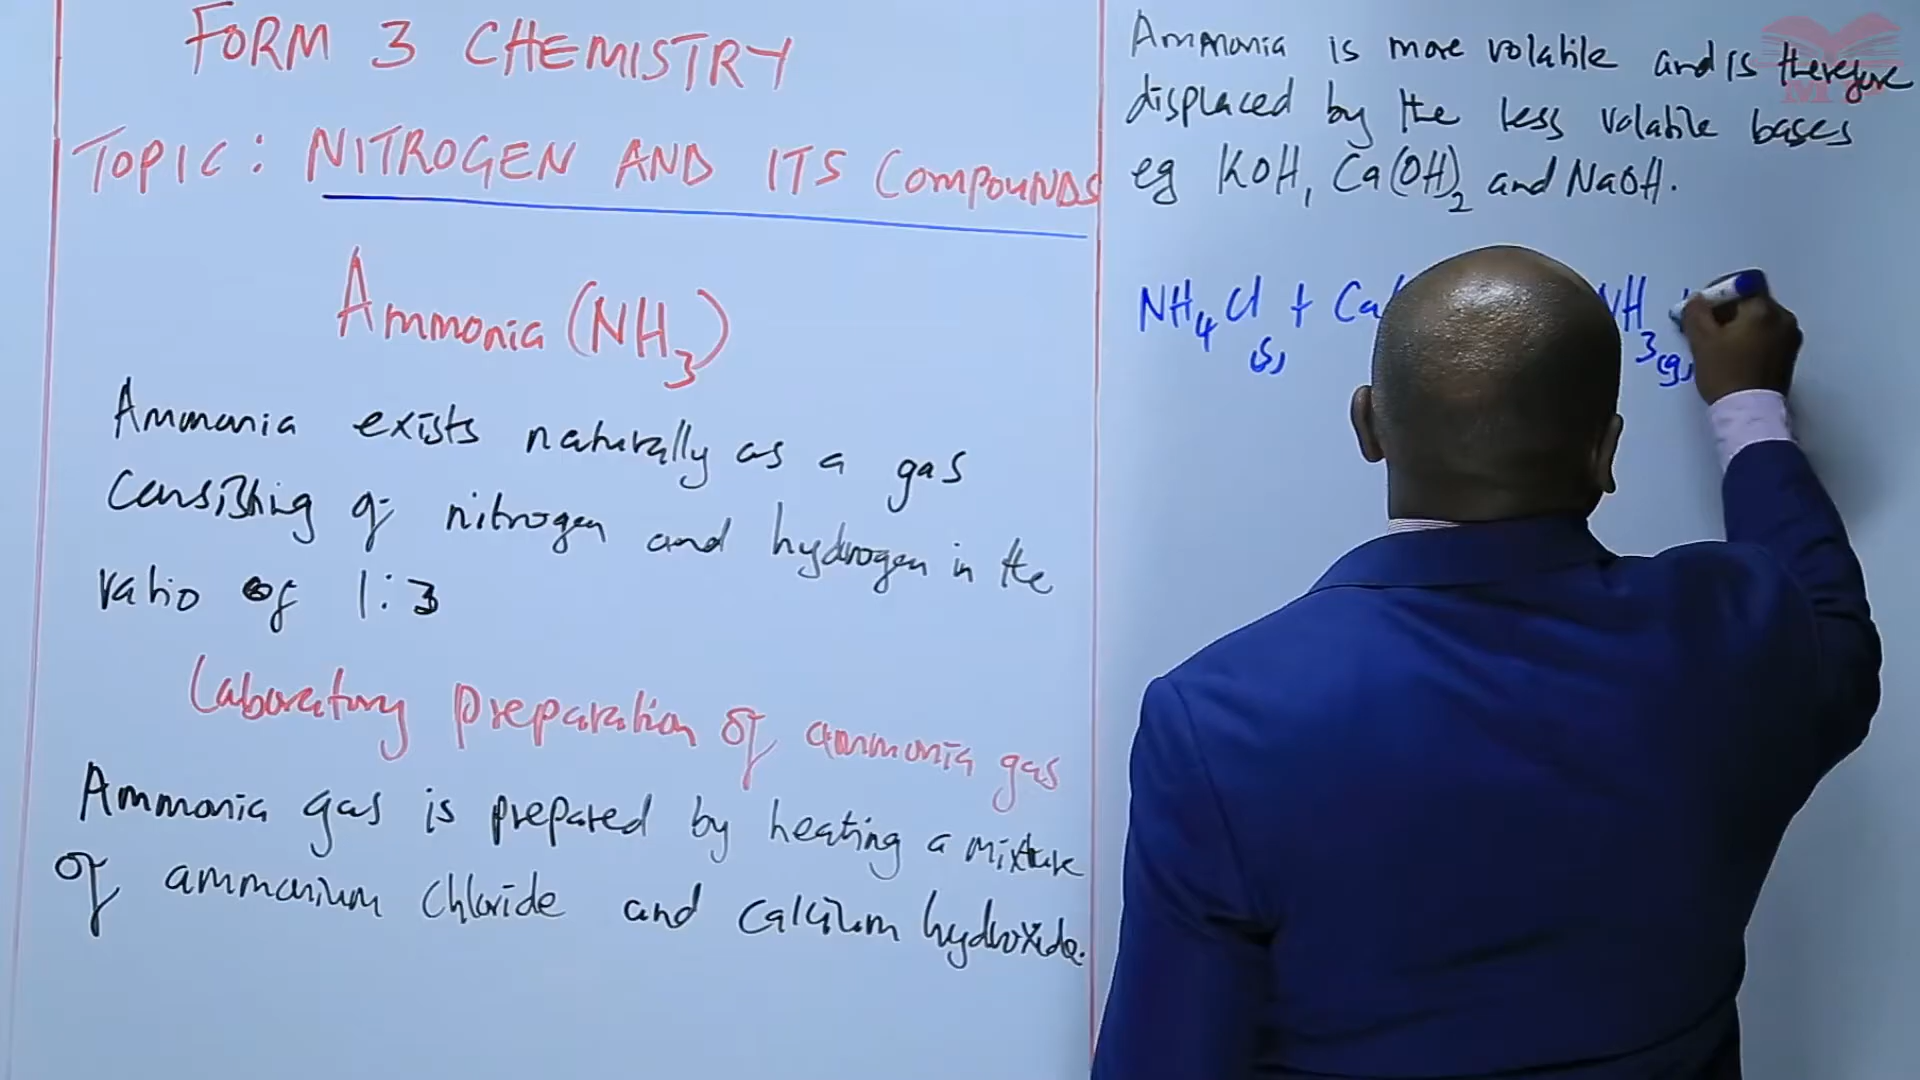 FORM 3 CHEMISTRY
TOPIC: NITROGEN AND ITS COMPOUNDS
Ammonia (NH3)
Ammonia exists naturally as a gas
consisting of nitrogen and hydrogen in the
ratio of 1:3
Laboratory preparation of ammonia gas
Ammonia gas is prepared by heating a mixture
of ammonium chloride and calcium hydroxide.
Ammonia is more volatile and is therefore
displaced by the less volatile bases
eg KOH, Ca(OH)2 and NaOH.
NH4Cl(s) + Ca( NH3(g)